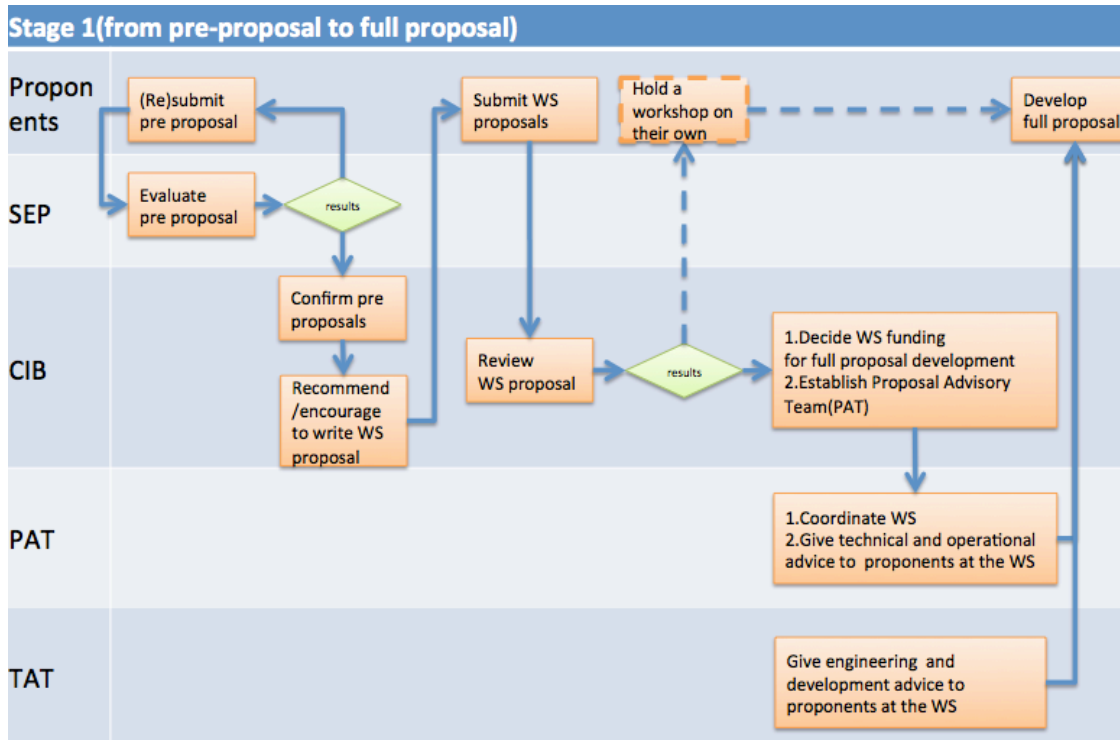 Stage 1(from pre-proposal to full proposal)
Propon
ents
(Re)submit
pre proposal
Submit WS
proposals
Hold a
workshop on
their own
Develop
full proposal
SEP
Evaluate
pre proposal
results
CIB
Confirm pre
proposals
Recommend
/encourage
to write WS
proposal
Review
WS proposal
results
1.Decide WS funding
for full proposal development
2.Establish Proposal Advisory
Team(PAT)
PAT
1.Coordinate WS
2.Give technical and operational
advice to proponents at the WS
TAT
Give engineering and
development advice to
proponents at the WS